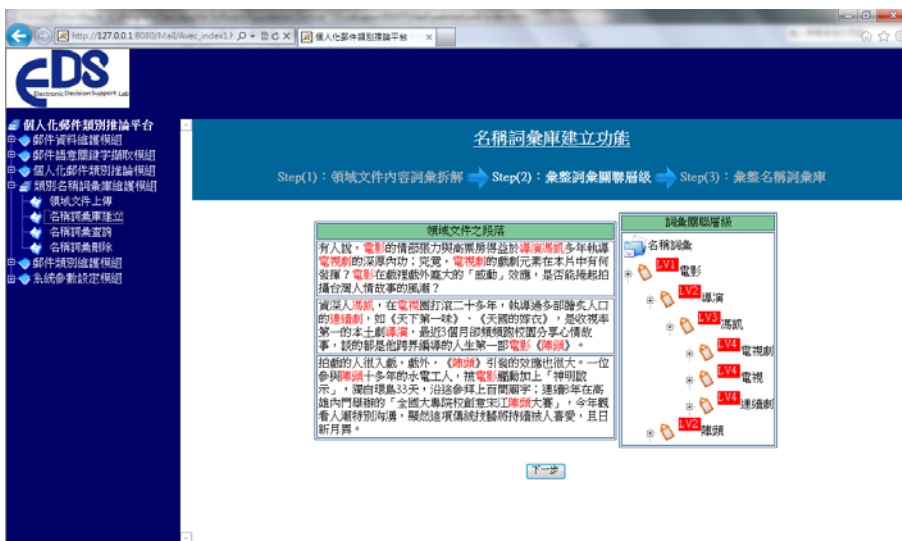 http://127.0.0.1:8080/Mail/Avec_index1.h
個人化郵件類別推論平台
EDS
Electronic Decision Support Lab
個人化郵件類別推論平台
郵件資料維護模組
郵件語意關鍵字擷取模組
個人化郵件類別推論模組
類別名稱詞彙庫維護模組
領域文件上傳
名稱詞彙庫建立
名稱詞彙查詢
名稱詞彙刪除
郵件類別維護模組
系統參數設定模組
名稱詞彙庫建立功能
Step(1)：領域文件內容詞彙拆解 Step(2)：彙整詞彙關聯層級 Step(3)：彙整名稱詞彙庫
領域文件之段落
有人說，電影的情節張力與高票房得益於導演馮凱多年執導
電視劇的深厚內功；究竟，電視劇的戲劇元素在本片中有何
發揮？電影在戲裡戲外龐大的「感動」效應，是否能捲起拍
攝台灣人情故事的風潮？
資深人馮凱，在電視圈打滾二十多年，執導過多部膾炙人口
的連續劇，如《天下第一味》、《天國的嫁衣》，是收視率
第一的本土劇導演，最近3個月卻頻頻跑校園分享心情故
事，談的都是他跨界編導的人生第一部電影《陣頭》。
拍戲的人很入戲，戲外，《陣頭》引發的效應也很大。一位
參與陣頭十多年的水電工人，被電影觸動加上「神明啟
示」，獨自環島33天，沿途參拜上百間廟宇；連續9年在高
雄內門舉辦的「全國大專院校創意宋江陣頭大賽」，今年觀
看人潮特別洶湧，顯然這項傳統技藝將持續被人喜愛，且日
新月異。
詞彙關聯層級
名稱詞彙
LV1 電影
LV2 導演
LV3 馮凱
LV4 電視劇
LV4 電視
LV4 連續劇
LV2 陣頭
下一步